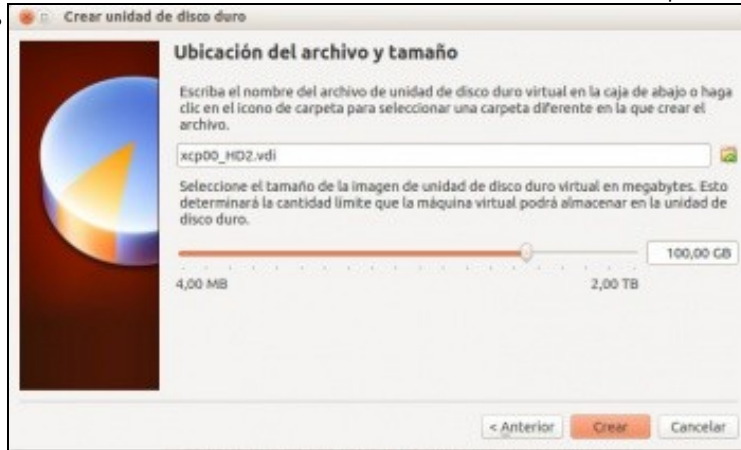 Crear unidad de disco duro
Ubicación del archivo y tamaño
Escriba el nombre del archivo de unidad de disco duro virtual en la caja de abajo o haga
clic en el icono de carpeta para seleccionar una carpeta diferente en la que crear el
archivo.
xcp00_HD2.vdi
Seleccione el tamaño de la imagen de unidad de disco duro virtual en megabytes. Esto
determinará la cantidad límite que la máquina virtual podrá almacenar en la unidad de
disco duro.
100,00 GB
4,00 MB 2,00 TB
< Anterior Crear Cancelar